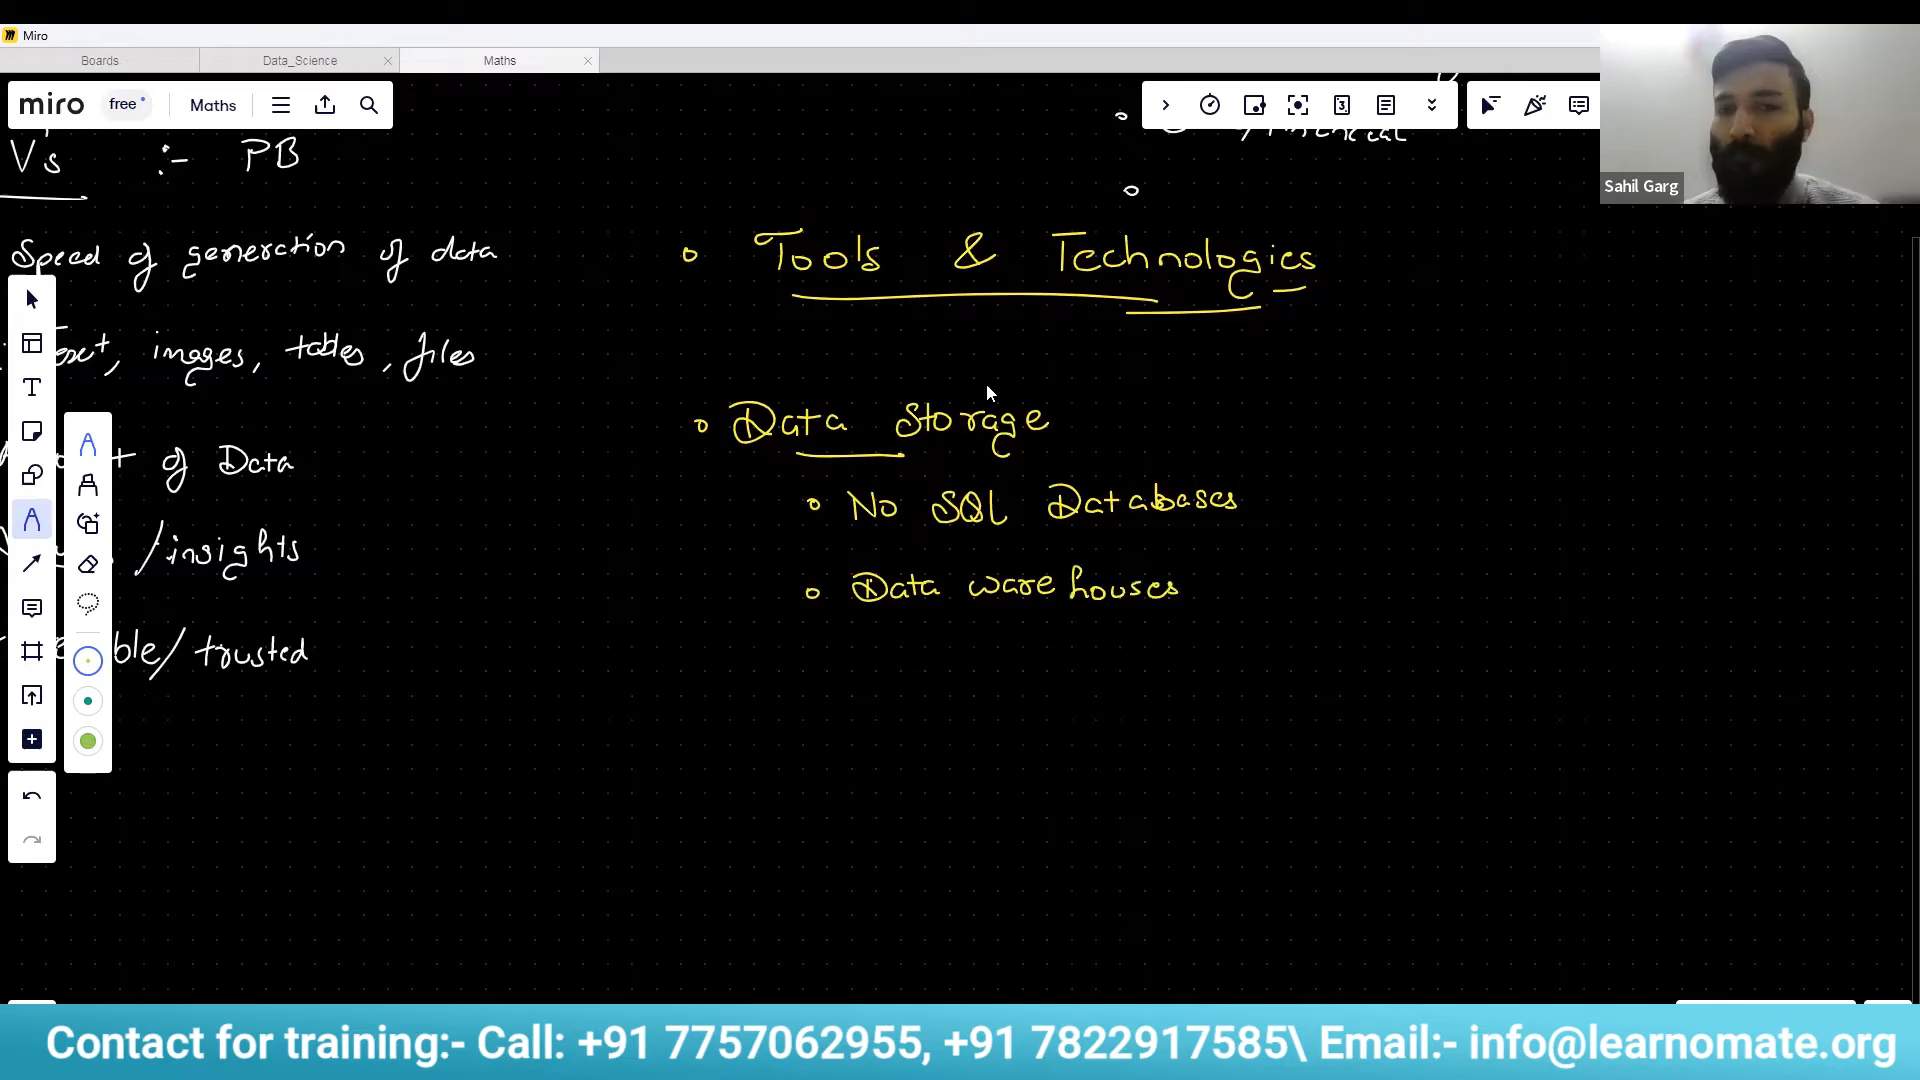 Miro
Boards
Data_Science
Maths
miro free Maths
Sahil Garg
Vs :- PB
Speed of generation of data
images, tables, files
of Data
/insights
/trusted
Tools & Technologies
Data Storage
No SQL Databases
Data warehouses
Contact for training:- Call: +91 7757062955, +91 7822917585\ Email:- info@learnomate.org